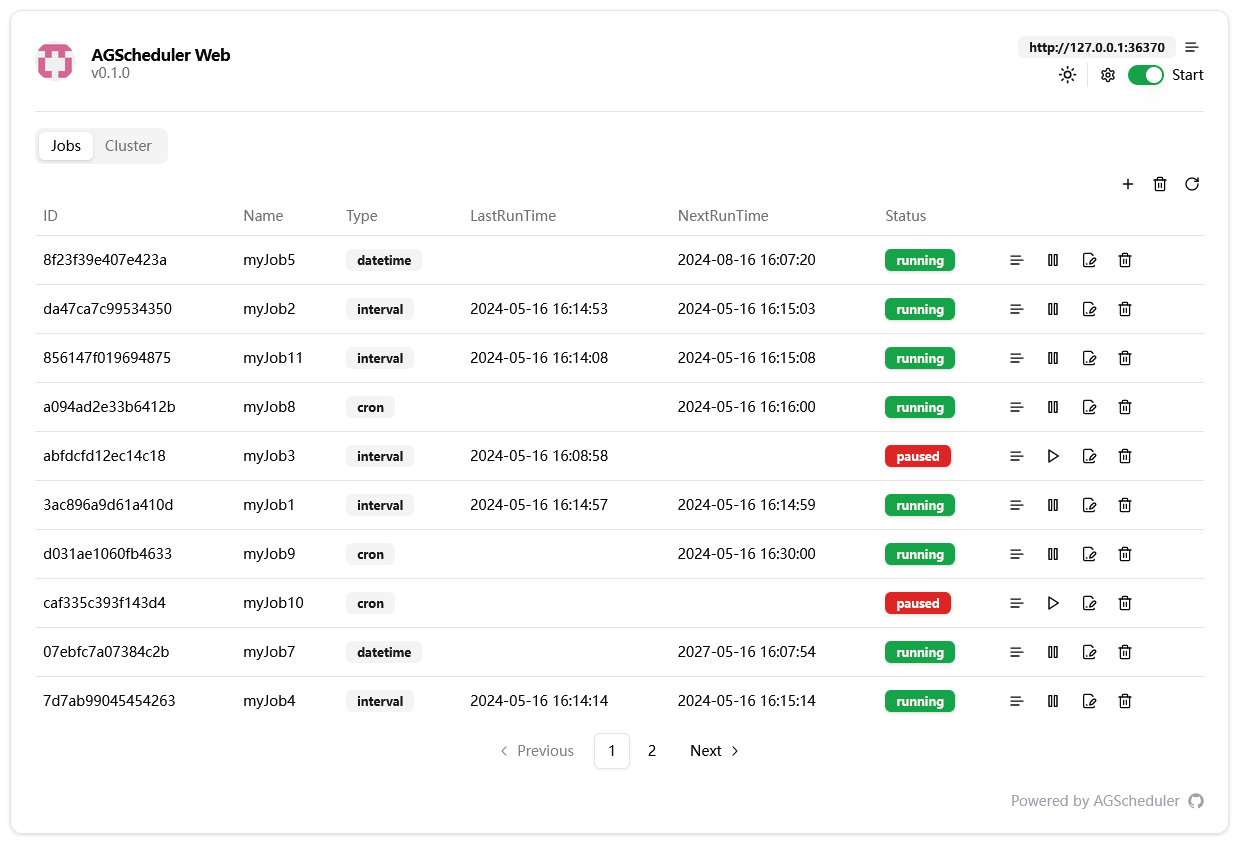 AGScheduler Web
v0.1.0
http://127.0.0.1:36370
Start
Jobs Cluster
ID Name Type LastRunTime NextRunTime Status
8f23f39e407e423a myJob5 datetime 2024-08-16 16:07:20 running
da47ca7c99534350 myJob2 interval 2024-05-16 16:14:53 2024-05-16 16:15:03 running
856147f019694875 myJob11 interval 2024-05-16 16:14:08 2024-05-16 16:15:08 running
a094ad2e33b6412b myJob8 cron 2024-05-16 16:16:00 running
abfdcfd12ec14c18 myJob3 interval 2024-05-16 16:08:58 paused
3ac896a9d61a410d myJob1 interval 2024-05-16 16:14:57 2024-05-16 16:14:59 running
d031ae1060fb4633 myJob9 cron 2024-05-16 16:30:00 running
caf335c393f143d4 myJob10 cron paused
07ebfc7a07384c2b myJob7 datetime 2027-05-16 16:07:54 running
7d7ab99045454263 myJob4 interval 2024-05-16 16:14:14 2024-05-16 16:15:14 running
Previous 1 2 Next
Powered by AGScheduler